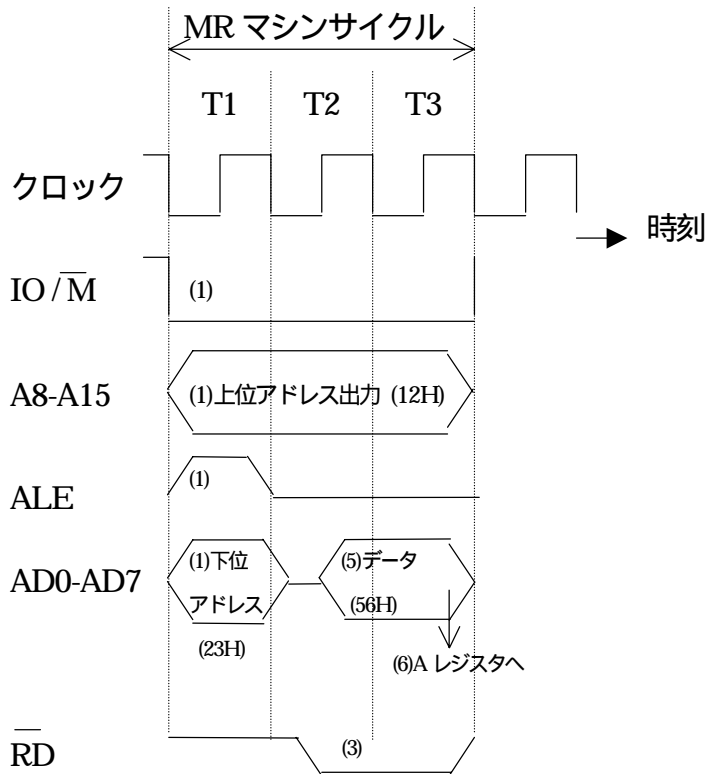 MR マシンサイクル
T1 T2 T3
クロック
時刻
IO / M̅
(1)
A8-A15
(1)上位アドレス出力 (12H)
ALE
(1)
AD0-AD7
(1)下位
アドレス
(23H)
(5)データ
(56H)
(6)A レジスタへ
R̅D̅
(3)